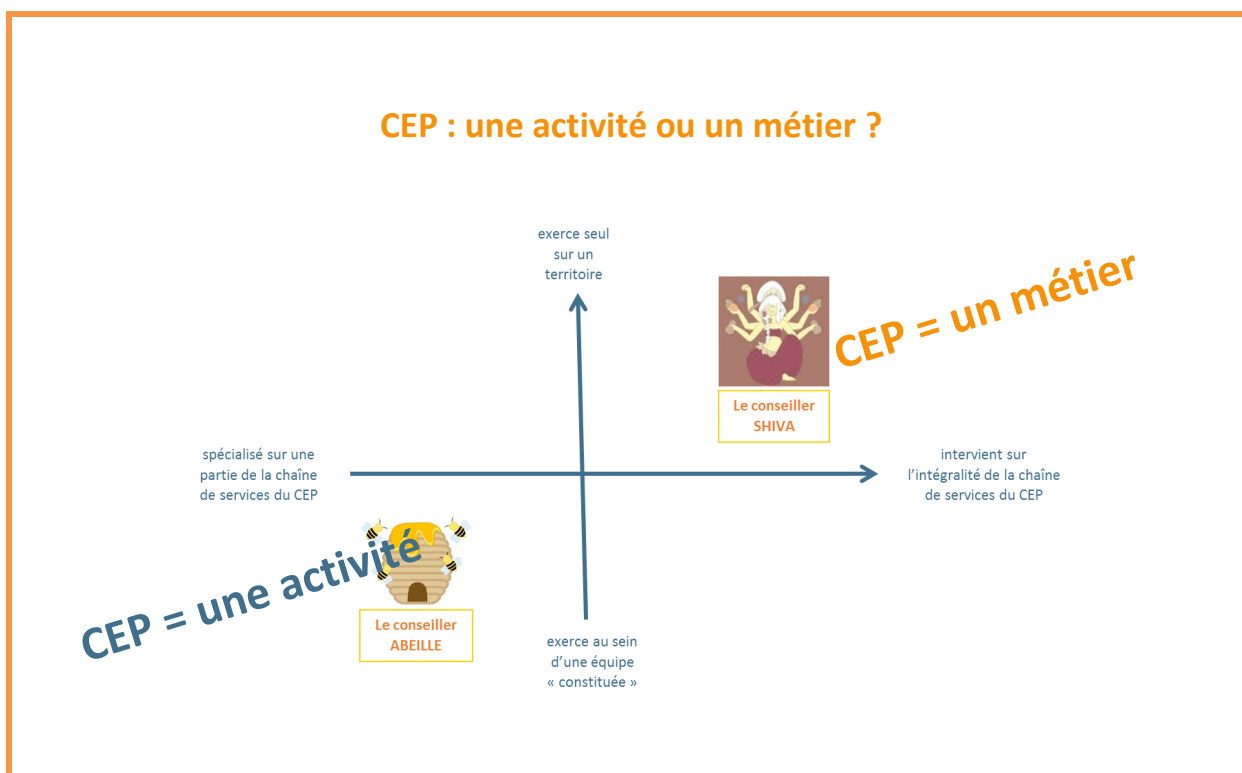 CEP : une activité ou un métier ?
exerce seul
sur un
territoire
CEP = un métier
Le conseiller
SHIVA
spécialisé sur une
partie de la chaîne
de services du CEP
intervient sur
l'intégralité de la chaîne
de services du CEP
CEP = une activité
Le conseiller
ABEILLE
exerce au sein
d'une équipe
« constituée »